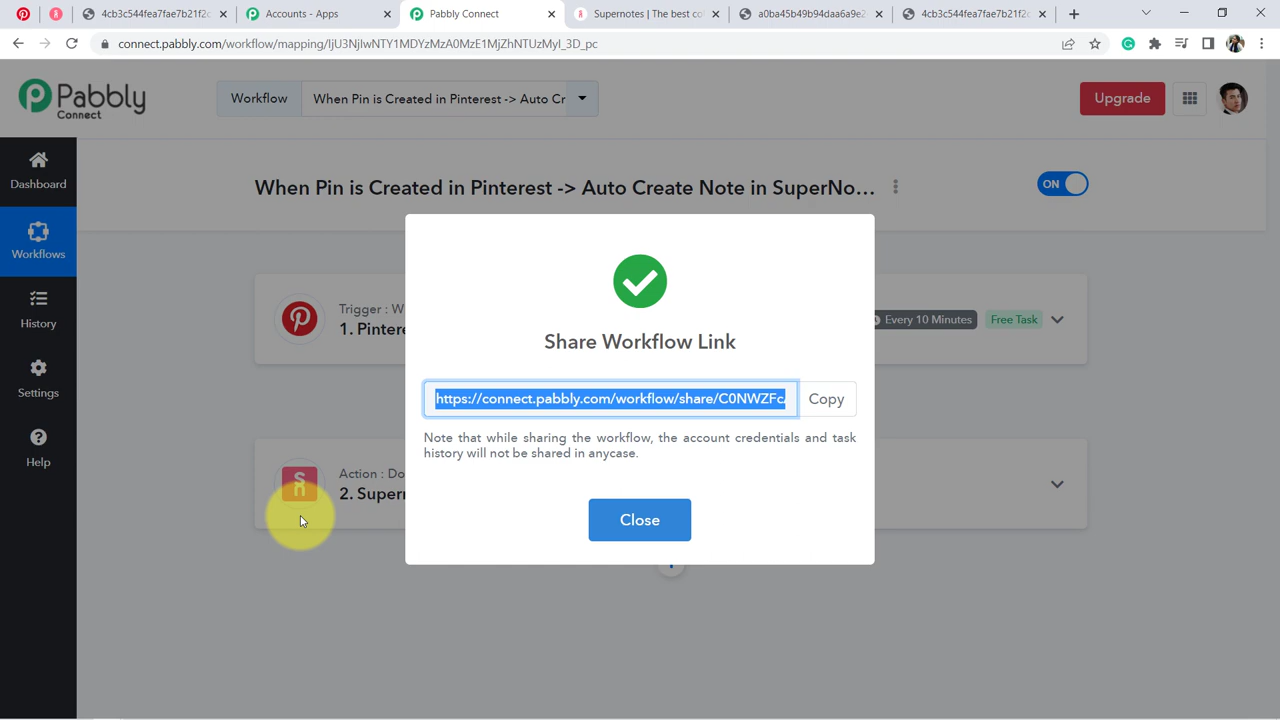 4cb3c544fea7fae7b21f2c
Accounts - Apps
Pabbly Connect
Supernotes | The best co
a0ba45b49b94daa6a9e2
4cb3c544fea7fae7b21f2c
connect.pabbly.com/workflow/mapping/IjU3NjIwNTY1MDYzMzA0MzE1MjZhNTUzMyI_3D_pc
Pabbly
Connect
Workflow
When Pin is Created in Pinterest -> Auto Cr
Upgrade
Dashboard
Workflows
History
Settings
Help
When Pin is Created in Pinterest -> Auto Create Note in SuperNo...
ON
Trigger : W
1. Pintere
Every 10 Minutes
Free Task
Share Workflow Link
https://connect.pabbly.com/workflow/share/C0NWZFc
Copy
Note that while sharing the workflow, the account credentials and task
history will not be shared in anycase.
Close
Action : Do
2. Super